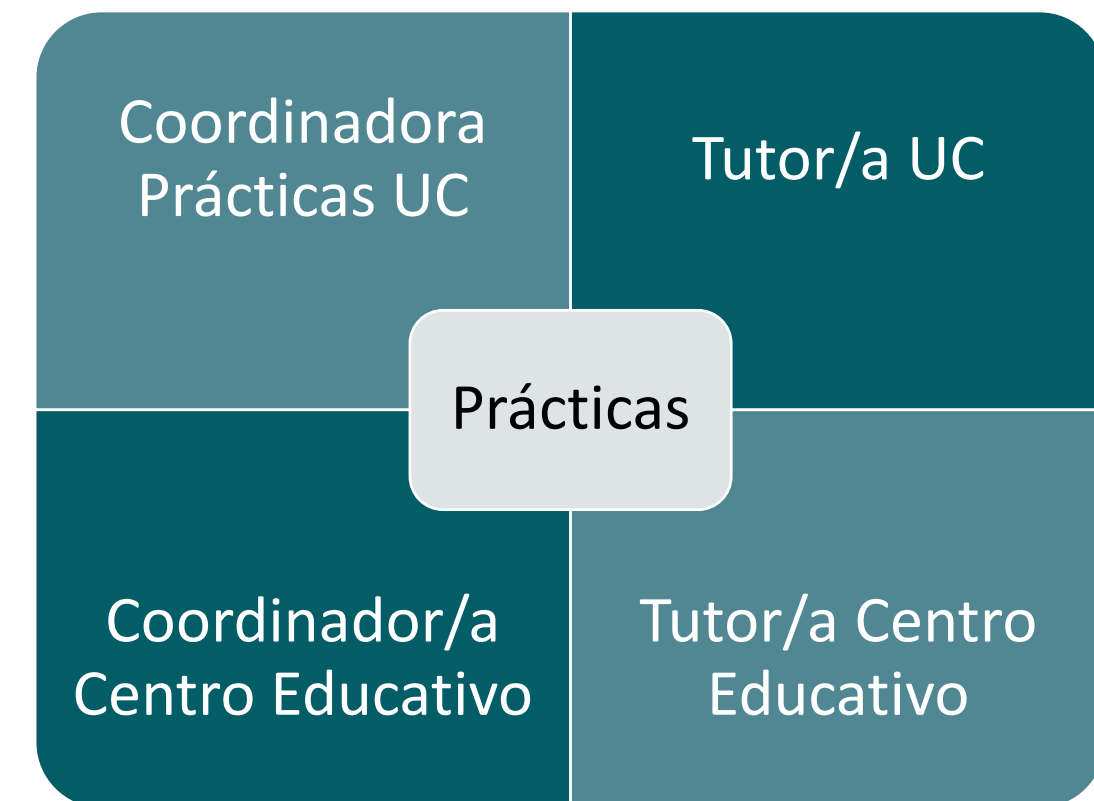 Coordinadora
Prácticas UC
Tutor/a UC
Prácticas
Coordinador/a
Centro Educativo
Tutor/a Centro
Educativo